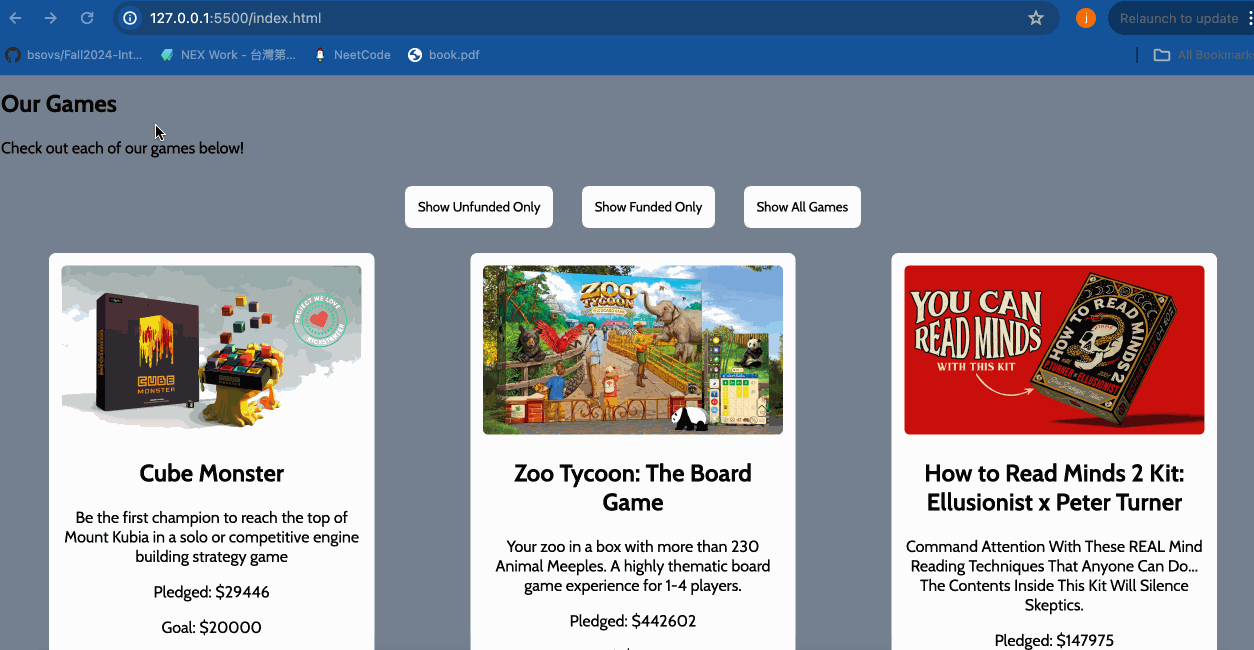 127.0.0.1:5500/index.html
j
Relaunch to update
bsovs/Fall2024-Int...
NEX Work - 台灣第...
NeetCode
book.pdf
All Bookmark
Our Games
Check out each of our games below!
Show Unfunded Only
Show Funded Only
Show All Games
PROJECT WE LOVE
KICKSTARTER
CUBE
MONSTER
ZOO
TYCOON
YOU CAN
READ MINDS
WITH THIS KIT
HOW TO READ MINDS 2
Cube Monster
Be the first champion to reach the top of
Mount Kubia in a solo or competitive engine
building strategy game
Pledged: $29446
Goal: $20000
Zoo Tycoon: The Board
Game
Your zoo in a box with more than 230
Animal Meeples. A highly thematic board
game experience for 1-4 players.
Pledged: $442602
How to Read Minds 2 Kit:
Ellusionist x Peter Turner
Command Attention With These REAL Mind
Reading Techniques That Anyone Can Do...
The Contents Inside This Kit Will Silence
Skeptics.
Pledged: $147975